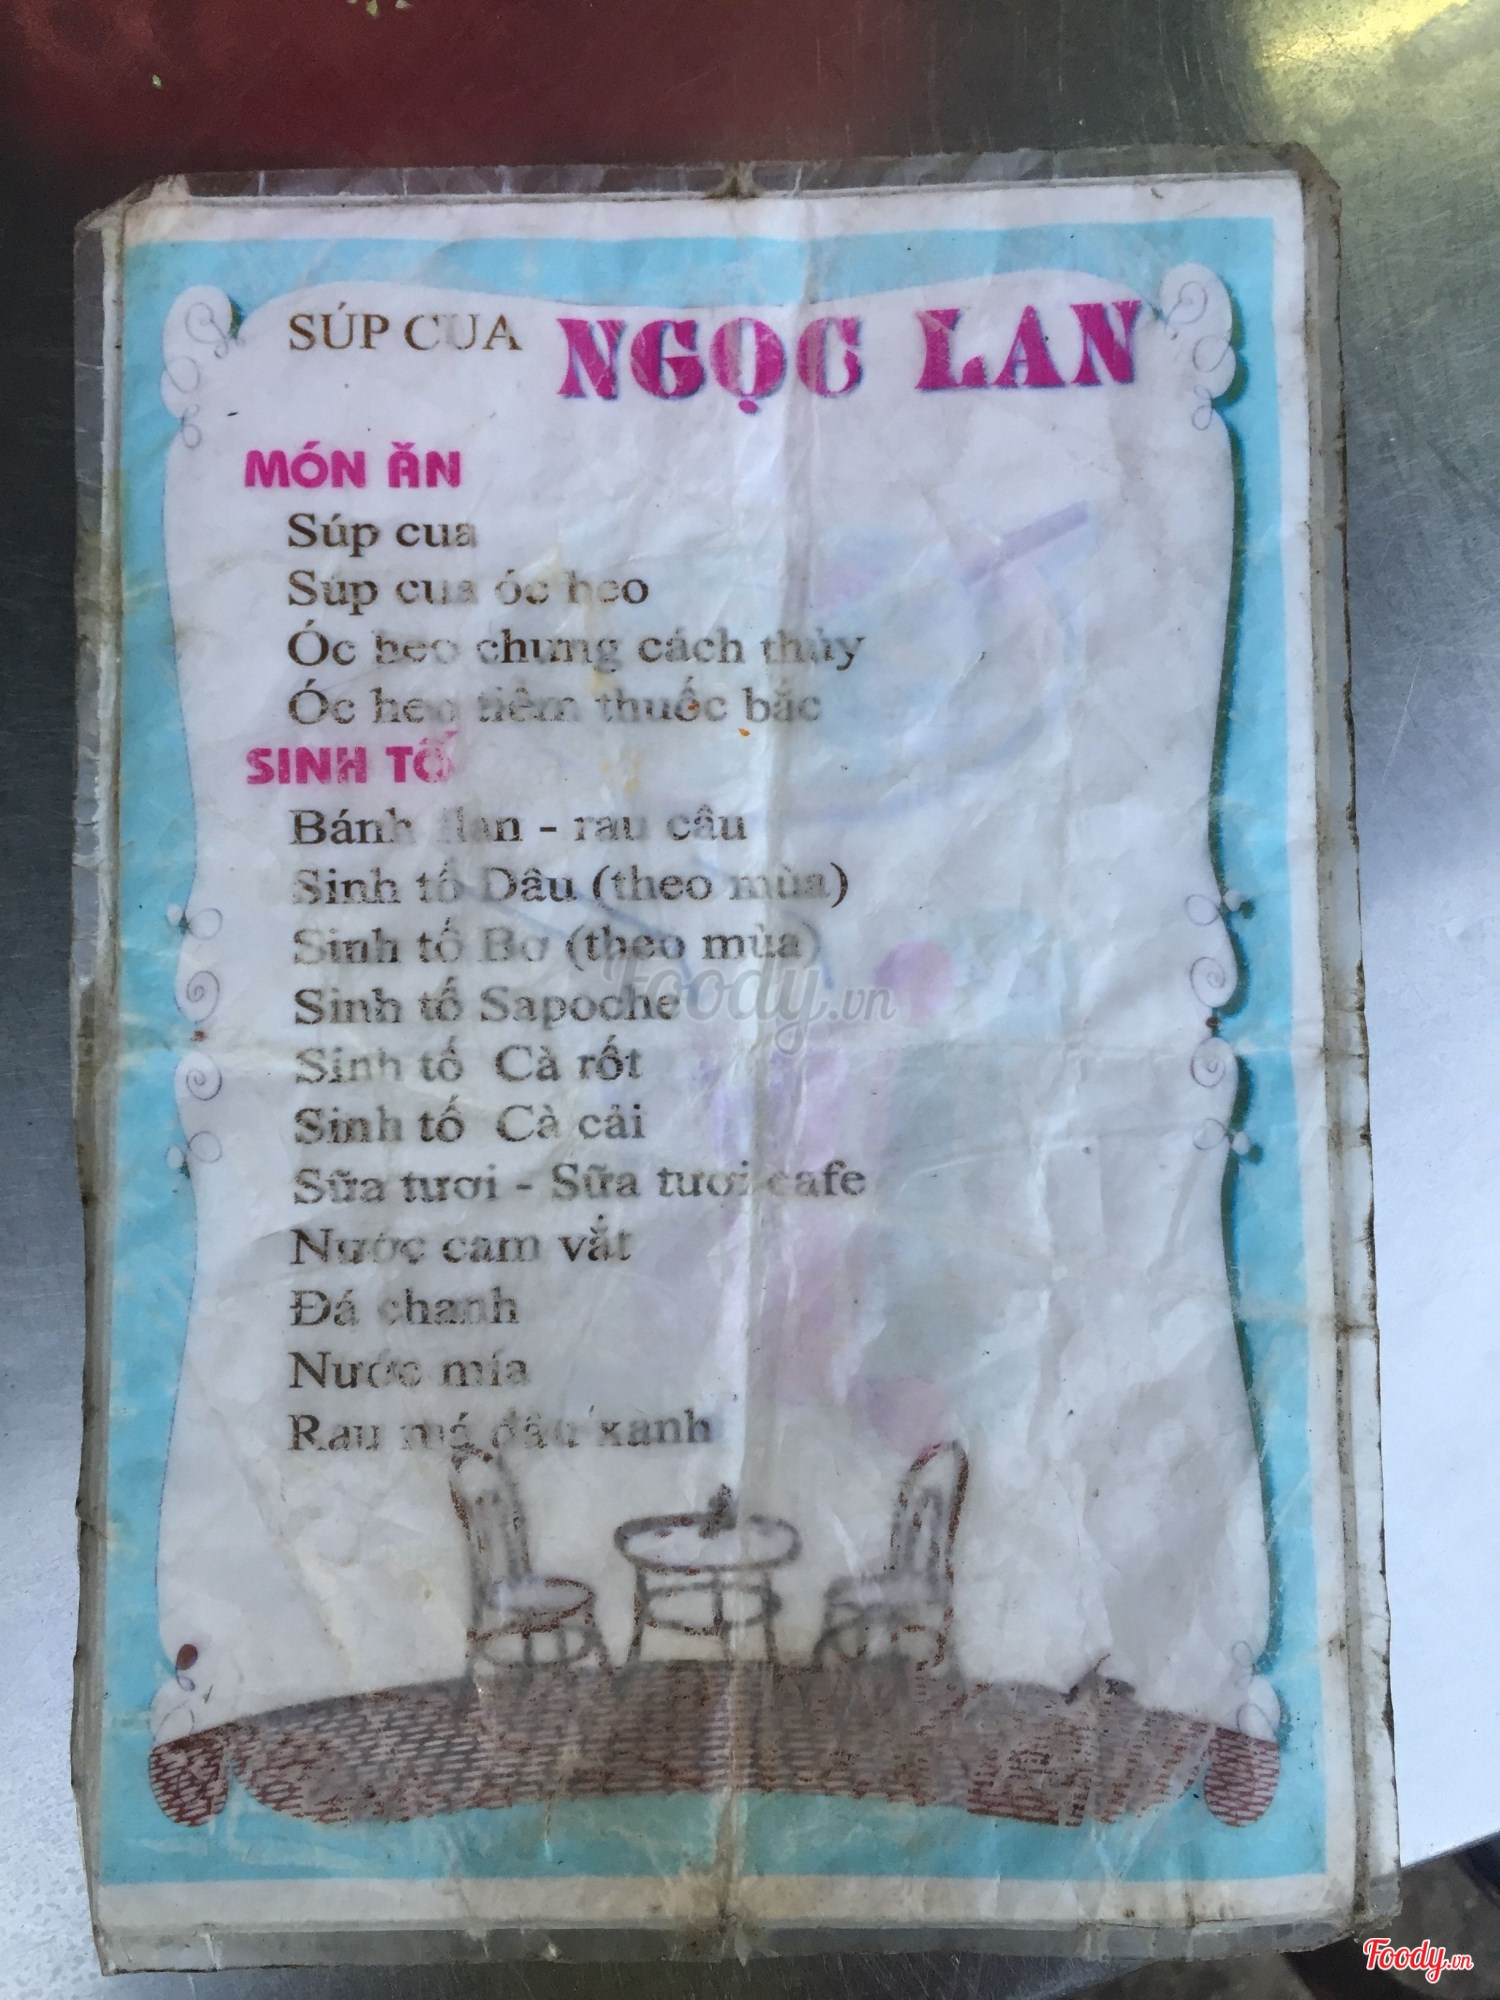 SÚP CUA NGỌC LAN
MÓN ĂN
Súp cua
Súp cua óc heo
Óc heo chưng cách thủy
Óc heo tiềm thuốc bắc
SINH TỐ
Bánh flan - rau câu
Sinh tố Dâu (theo mùa)
Sinh tố Bơ (theo mùa)
Sinh tố Sapoche
Sinh tố Cà rốt
Sinh tố Cà cải
Sữa tươi - Sữa tươi cafe
Nước cam vắt
Đá chanh
Nước mía
Rau má đậu xanh
Foody.vn
Foody.vn